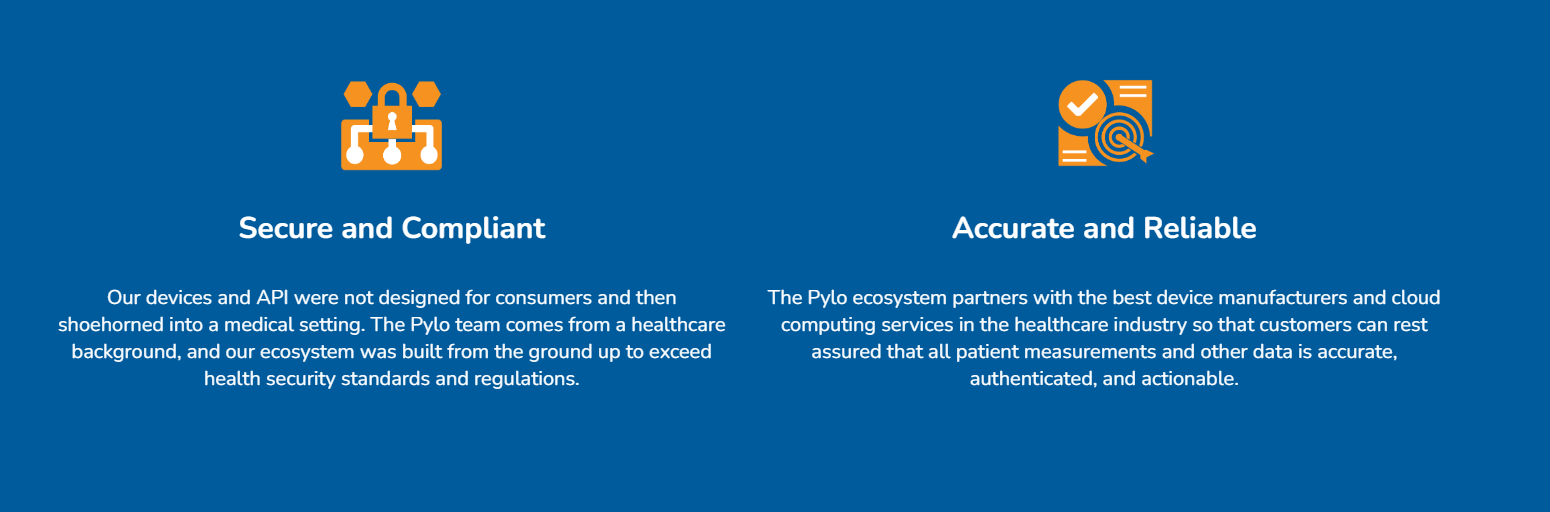 Secure and Compliant
Our devices and API were not designed for consumers and then
shoehorned into a medical setting. The Pylo team comes from a healthcare
background, and our ecosystem was built from the ground up to exceed
health security standards and regulations.
Accurate and Reliable
The Pylo ecosystem partners with the best device manufacturers and cloud
computing services in the healthcare industry so that customers can rest
assured that all patient measurements and other data is accurate,
authenticated, and actionable.